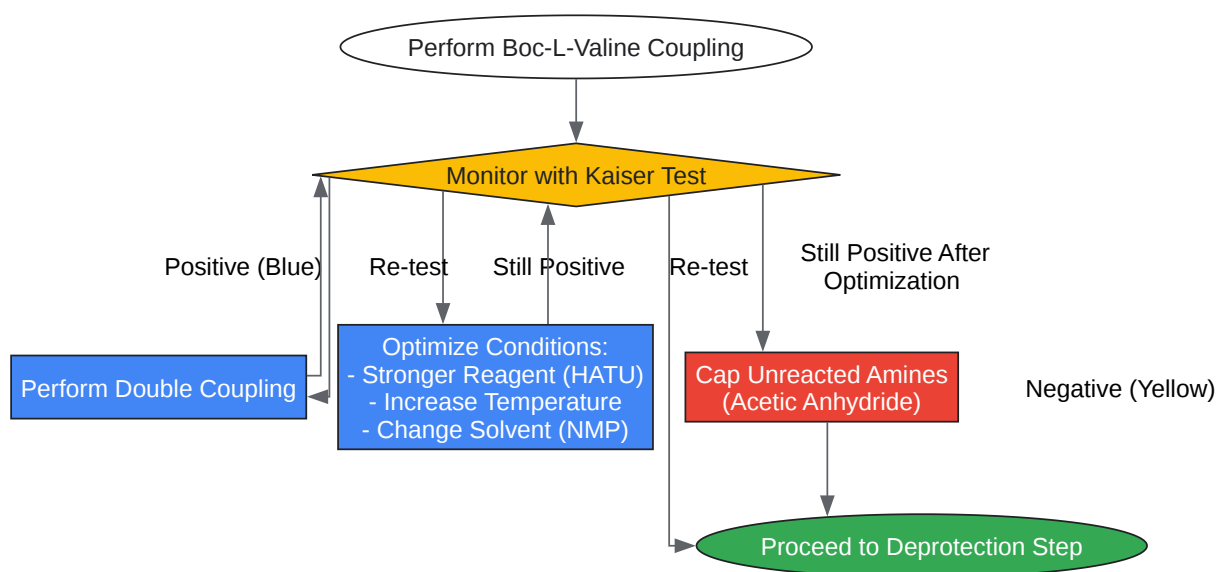 Perform Boc-L-Valine Coupling
Monitor with Kaiser Test
Positive (Blue)
Re-test
Still Positive
Re-test
Still Positive After
Optimization
Perform Double Coupling
Optimize Conditions:
- Stronger Reagent (HATU)
- Increase Temperature
- Change Solvent (NMP)
Cap Unreacted Amines
(Acetic Anhydride)
Negative (Yellow)
Proceed to Deprotection Step